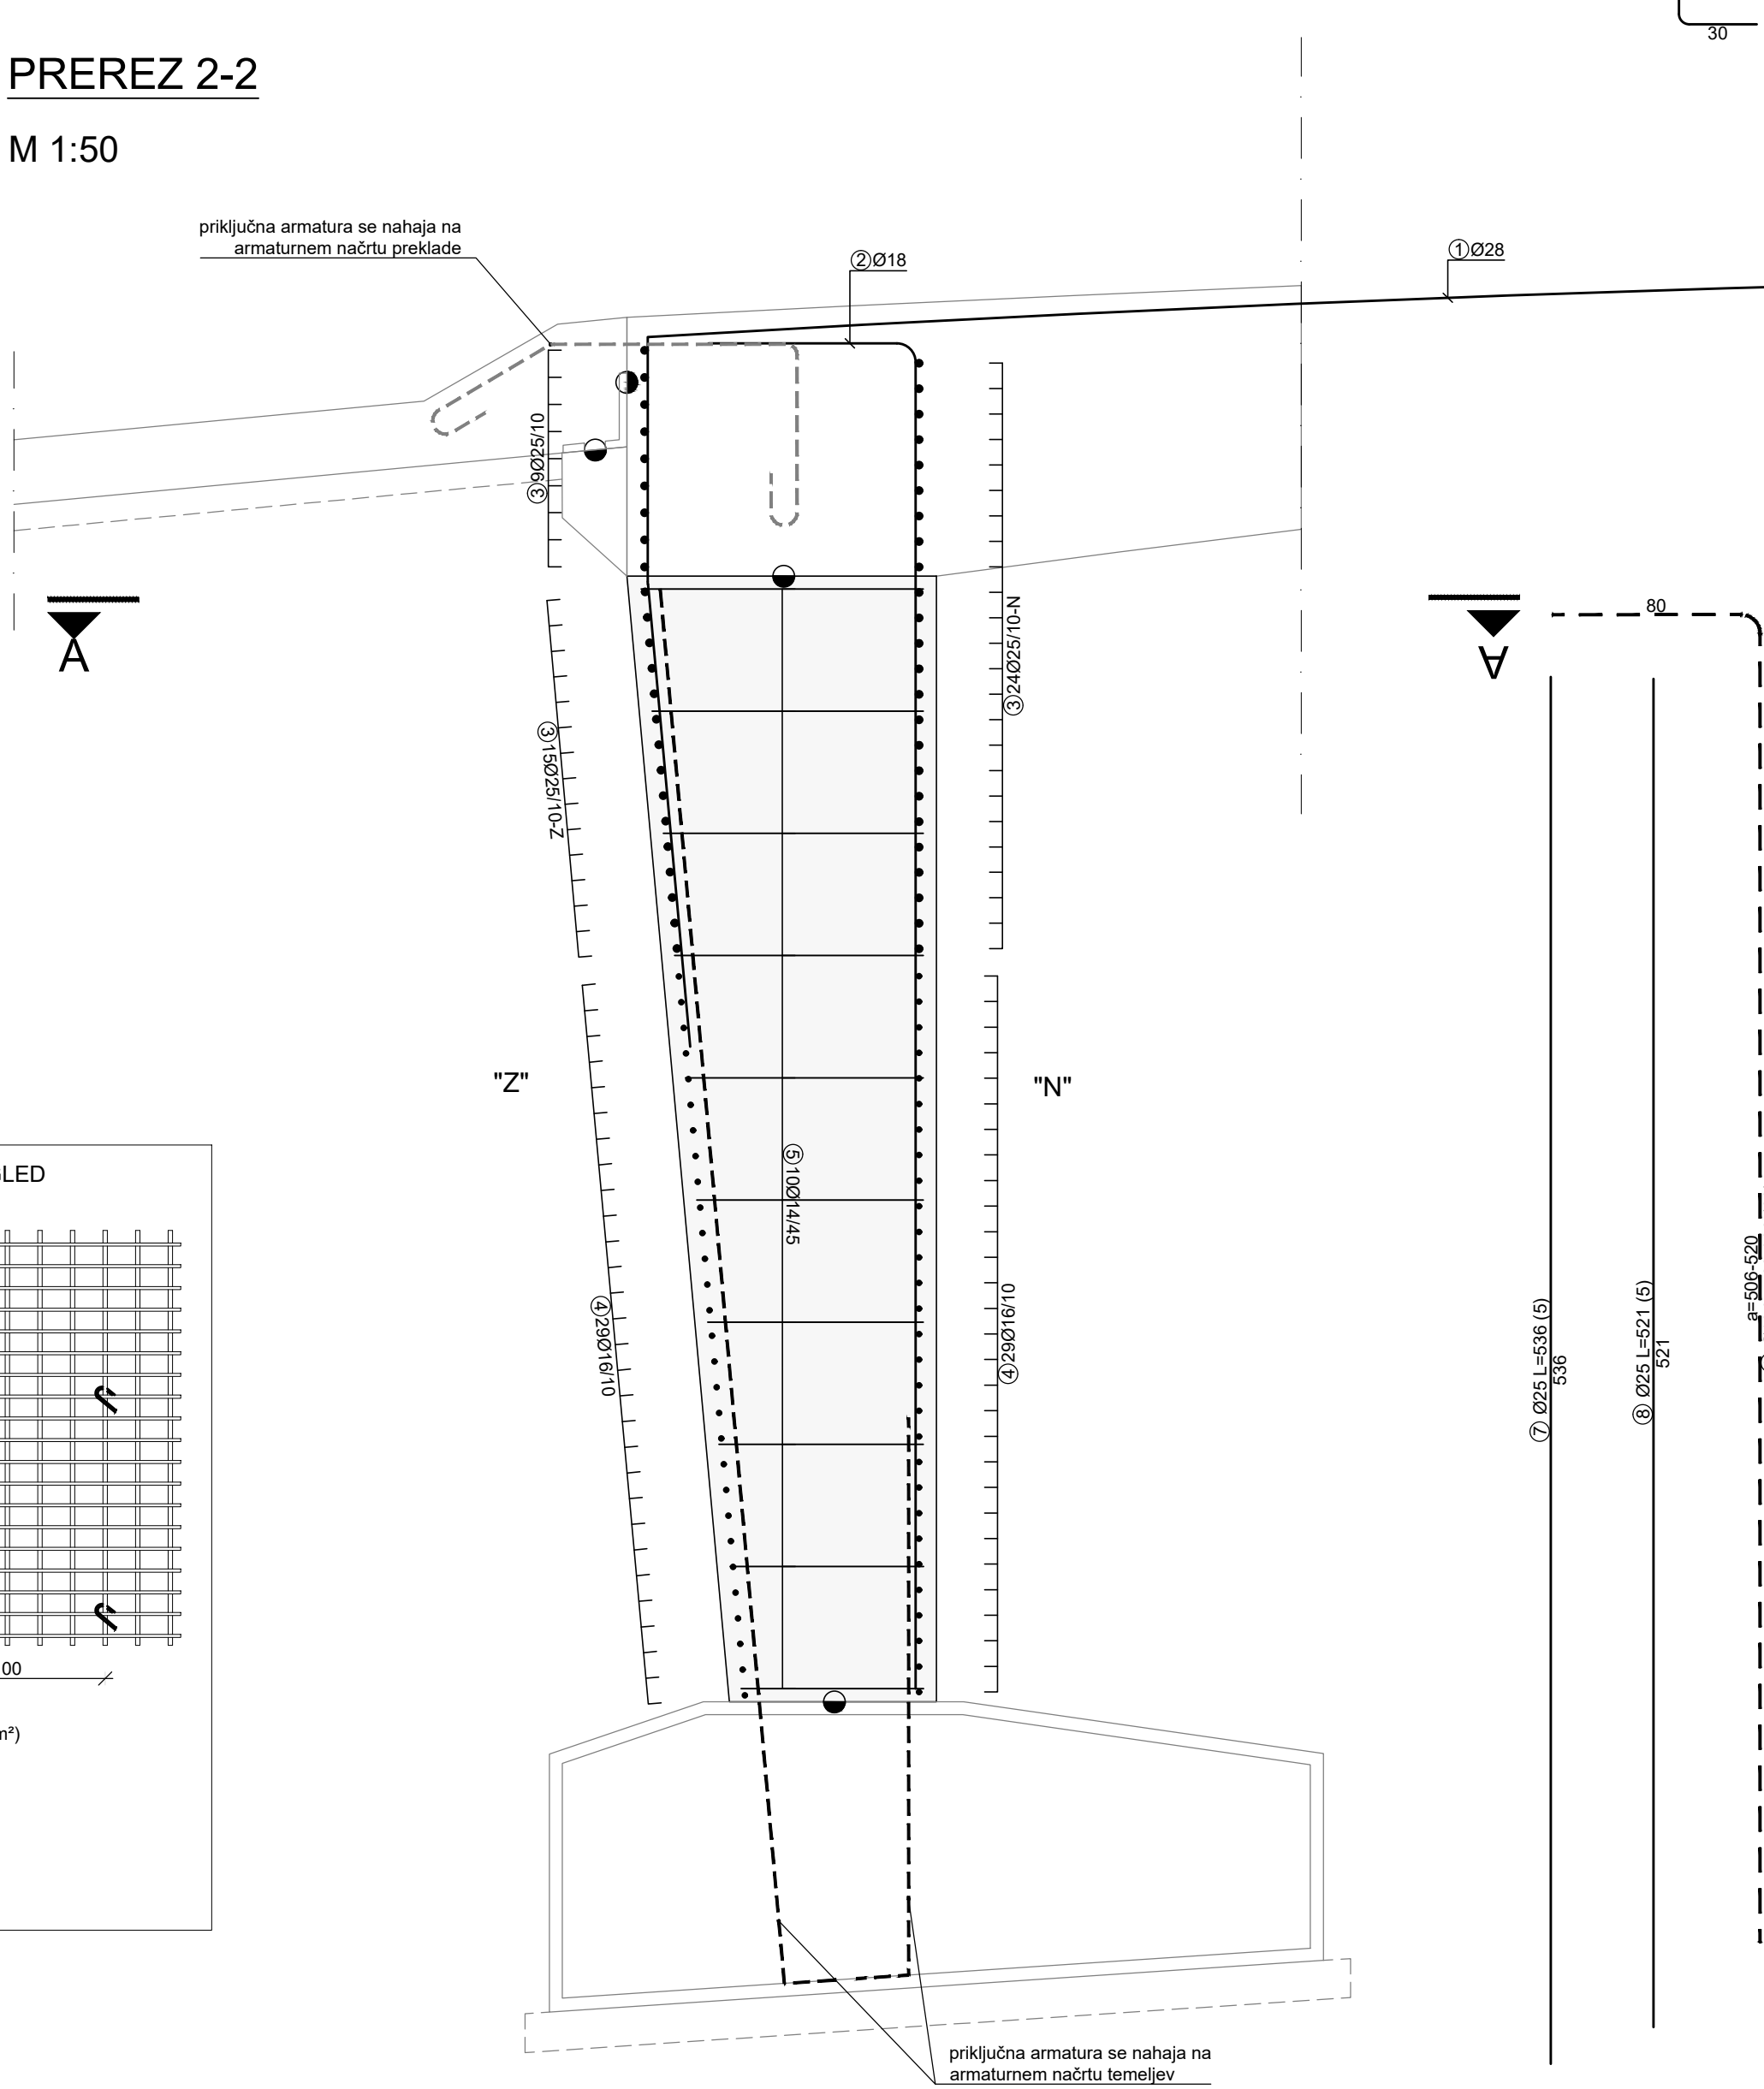 30
PREREZ 2-2
M 1:50
priključna armatura se nahaja na
armaturnem načrtu preklade
②Ø18
①Ø28
③9Ø25/10
A
A
80
③24Ø25/10-N
③15Ø25/10-Z
"Z"
"N"
⑤10Ø14/45
④29Ø16/10
④29Ø16/10
⑦ Ø25 L=536 (5)
536
⑧ Ø25 L=521 (5)
521
a=506-520
LED
00
m²)
priključna armatura se nahaja na
armaturnem načrtu temeljev